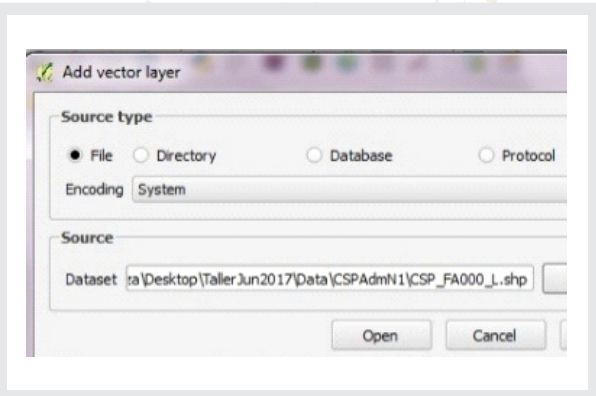 Add vector layer
Source type
File Directory Database Protocol
Encoding System
Source
Dataset ta\Desktop\TallerJun2017\Data\CSPAdmN1\CSP_FA000_L.shp
Open Cancel